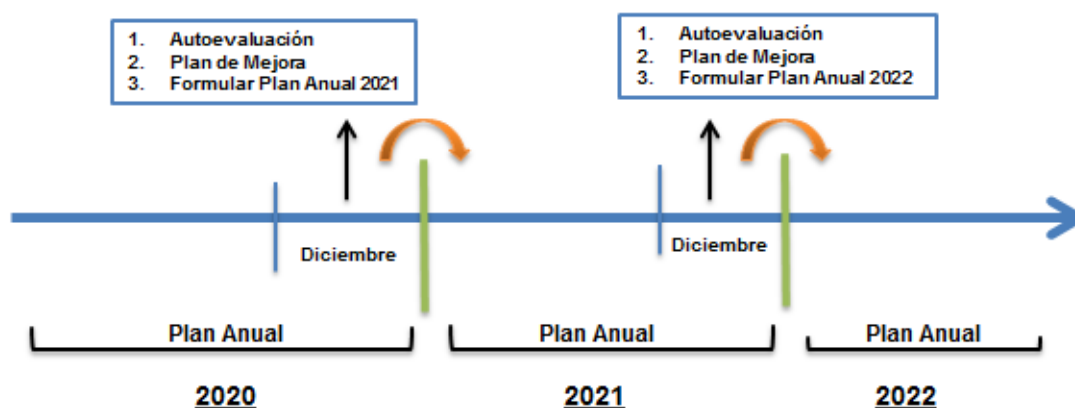 1. Autoevaluación
2. Plan de Mejora
3. Formular Plan Anual 2021
1. Autoevaluación
2. Plan de Mejora
3. Formular Plan Anual 2022
Diciembre
Diciembre
Plan Anual
Plan Anual
Plan Anual
2020
2021
2022